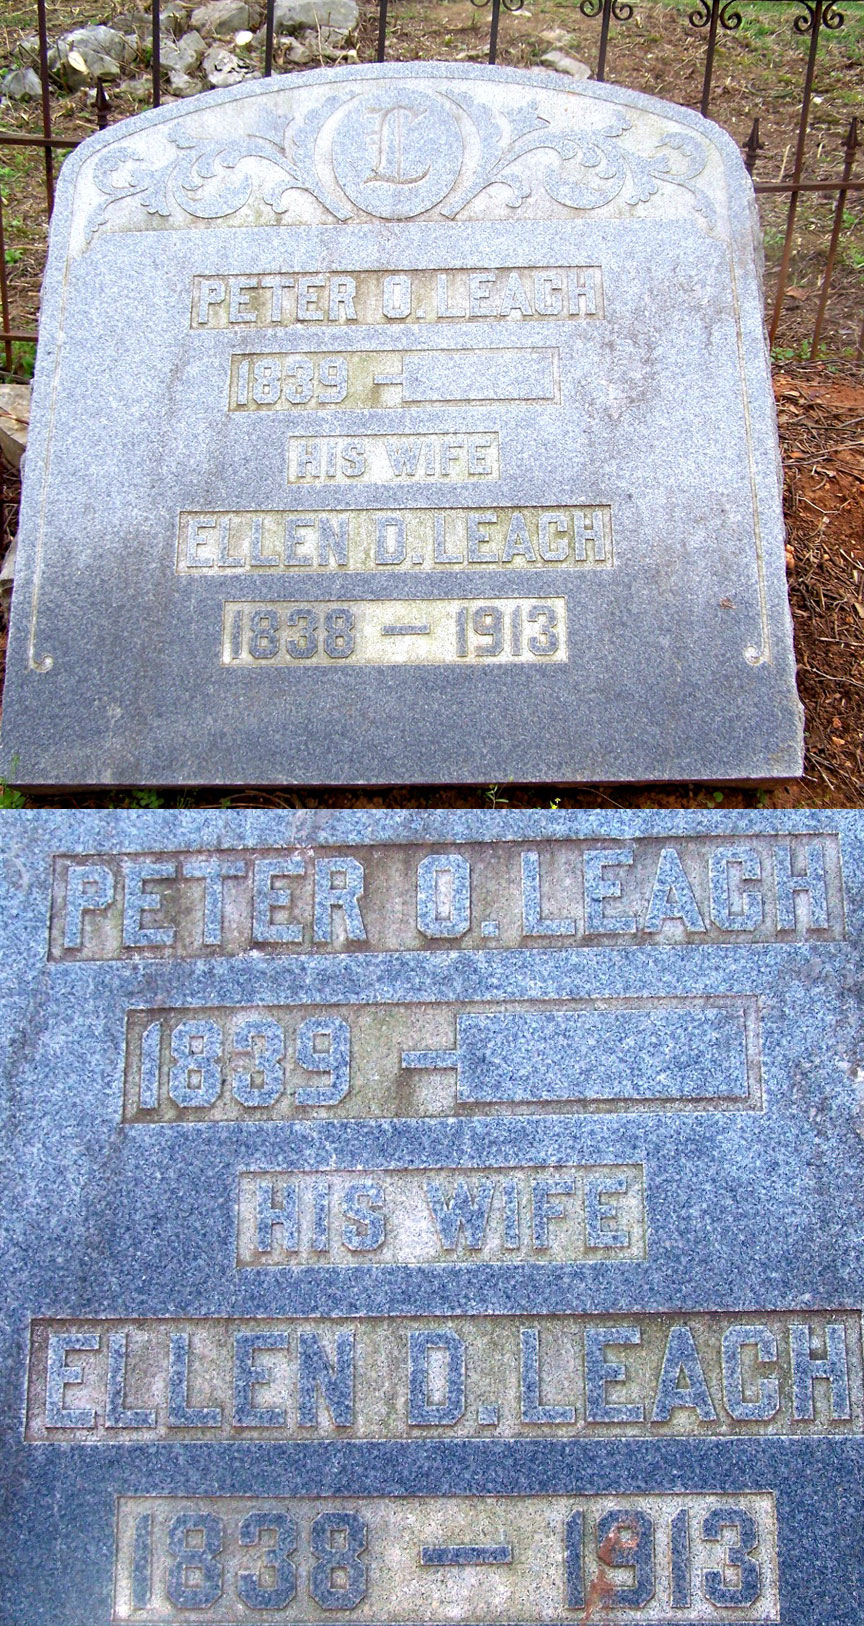 L
PETER O. LEACH
1839 –
HIS WIFE
ELLEN D. LEACH
1838 – 1913
PETER O. LEACH
1839 –
HIS WIFE
ELLEN D. LEACH
1838 – 1913